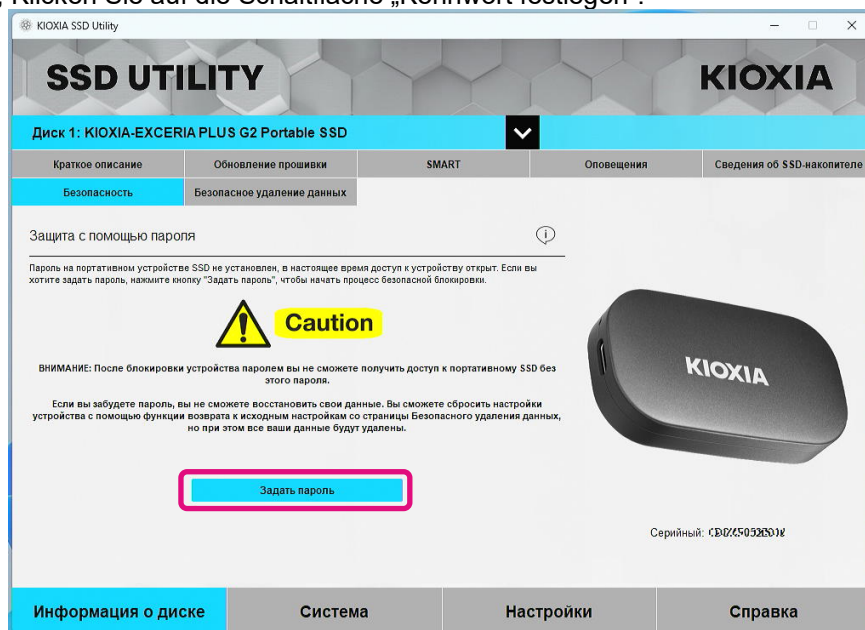 Klicken Sie auf die Schaltfläche „Kennwort festlegen“.
KIOXIA SSD Utility
SSD UTILITY
KIOXIA
Диск 1: KIOXIA-EXCERIA PLUS G2 Portable SSD
Краткое описание
Обновление прошивки
SMART
Оповещения
Сведения об SSD-накопителе
Безопасность
Безопасное удаление данных
Защита с помощью пароля
Пароль на портативном устройстве SSD не установлен, в настоящее время доступ к устройству открыт. Если вы
хотите задать пароль, нажмите кнопку "Задать пароль", чтобы начать процесс безопасной блокировки.
Caution
ВНИМАНИЕ: После блокировки устройства паролем вы не сможете получить доступ к портативному SSD без
этого пароля.
Если вы забудете пароль, вы не сможете восстановить свои данные. Вы сможете сбросить настройки
устройства с помощью функции возврата к исходным настройкам со страницы Безопасного удаления данных,
но при этом все ваши данные будут удалены.
KIOXIA
Задать пароль
Серийный:
Информация о диске
Система
Настройки
Справка